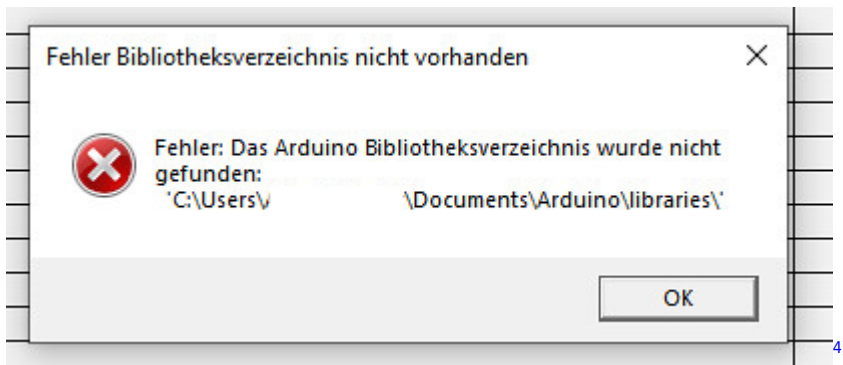 Fehler Bibliotheksverzeichnis nicht vorhanden
Fehler: Das Arduino Bibliotheksverzeichnis wurde nicht
gefunden:
'C:\Users\ \Documents\Arduino\libraries\'
OK
4